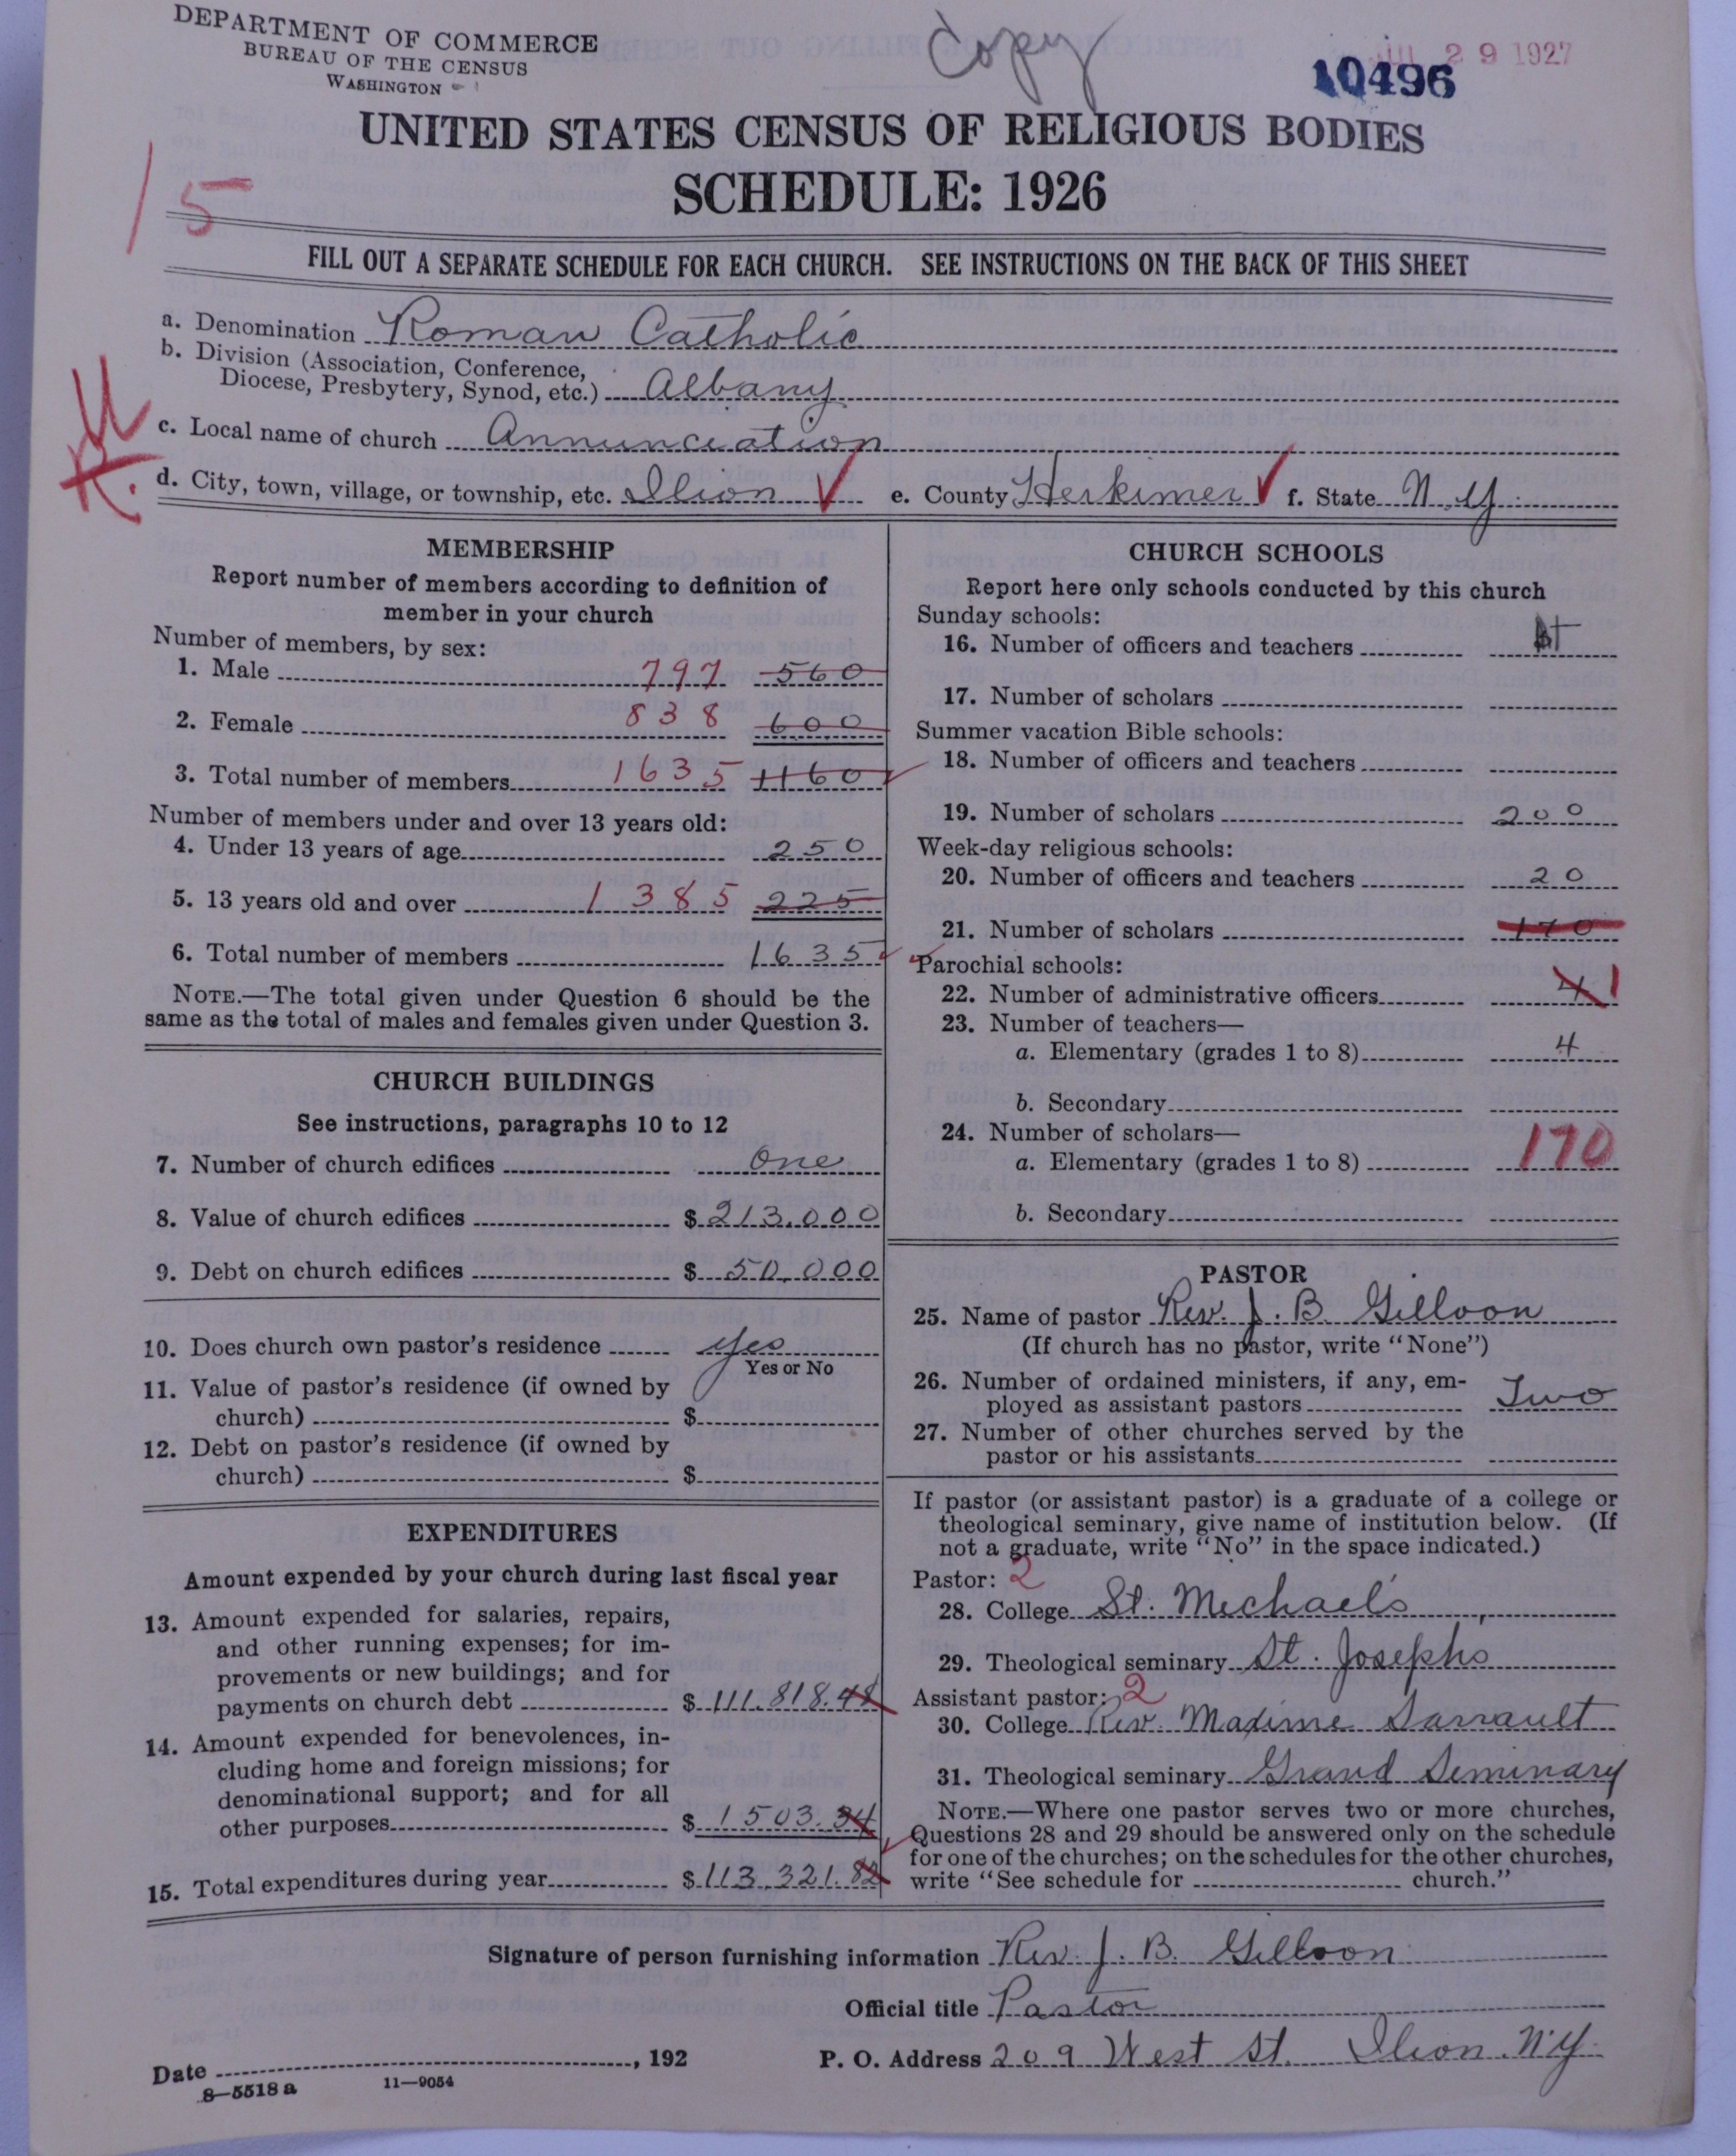 DEPARTMENT OF COMMERCE
BUREAU OF THE CENSUS
WASHINGTON
Copy
JUL 29 1927
10496
UNITED STATES CENSUS OF RELIGIOUS BODIES
SCHEDULE: 1926
15
FILL OUT A SEPARATE SCHEDULE FOR EACH CHURCH. SEE INSTRUCTIONS ON THE BACK OF THIS SHEET
a. Denomination Roman Catholic
b. Division (Association, Conference,
Diocese, Presbytery, Synod, etc.) Albany
c. Local name of church Annunciation
d. City, town, village, or township, etc. Ilion e. County Herkimer f. State N.Y.
MEMBERSHIP
Report number of members according to definition of
member in your church
Number of members, by sex:
1. Male 797 560
2. Female 838 600
3. Total number of members 1635 1160
Number of members under and over 13 years old:
4. Under 13 years of age 250
5. 13 years old and over 1385 225
6. Total number of members 1635
NOTE.—The total given under Question 6 should be the
same as the total of males and females given under Question 3.
CHURCH BUILDINGS
See instructions, paragraphs 10 to 12
7. Number of church edifices One
8. Value of church edifices $ 213,000
9. Debt on church edifices $ 50,000
10. Does church own pastor's residence yes
Yes or No
11. Value of pastor's residence (if owned by
church) $
12. Debt on pastor's residence (if owned by
church) $
EXPENDITURES
Amount expended by your church during last fiscal year
13. Amount expended for salaries, repairs,
and other running expenses; for im-
provements or new buildings; and for
payments on church debt $ 111.818.48
14. Amount expended for benevolences, in-
cluding home and foreign missions; for
denominational support; and for all
other purposes $ 1503.34
15. Total expenditures during year $ 113.321.82
CHURCH SCHOOLS
Report here only schools conducted by this church
Sunday schools:
16. Number of officers and teachers
17. Number of scholars
Summer vacation Bible schools:
18. Number of officers and teachers
19. Number of scholars 200
Week-day religious schools:
20. Number of officers and teachers 20
21. Number of scholars 170
Parochial schools:
22. Number of administrative officers 4 1
23. Number of teachers—
a. Elementary (grades 1 to 8) 4
b. Secondary
24. Number of scholars—
a. Elementary (grades 1 to 8) 170
b. Secondary
PASTOR
25. Name of pastor Rev. J. B. Gilloon
(If church has no pastor, write "None")
26. Number of ordained ministers, if any, em-
ployed as assistant pastors Two
27. Number of other churches served by the
pastor or his assistants
If pastor (or assistant pastor) is a graduate of a college or
theological seminary, give name of institution below. (If
not a graduate, write "No" in the space indicated.)
Pastor: 2
28. College St. Michael's
29. Theological seminary St. Joseph's
Assistant pastor: 2
30. College Rev. Maxime Sarrault
31. Theological seminary Grand Seminary
NOTE.—Where one pastor serves two or more churches,
Questions 28 and 29 should be answered only on the schedule
for one of the churches; on the schedules for the other churches,
write "See schedule for church."
Signature of person furnishing information Rev. J. B. Gilloon
Official title Pastor
Date , 192
P. O. Address 209 West St. Ilion. N.Y.
8—5518 a 11—9054